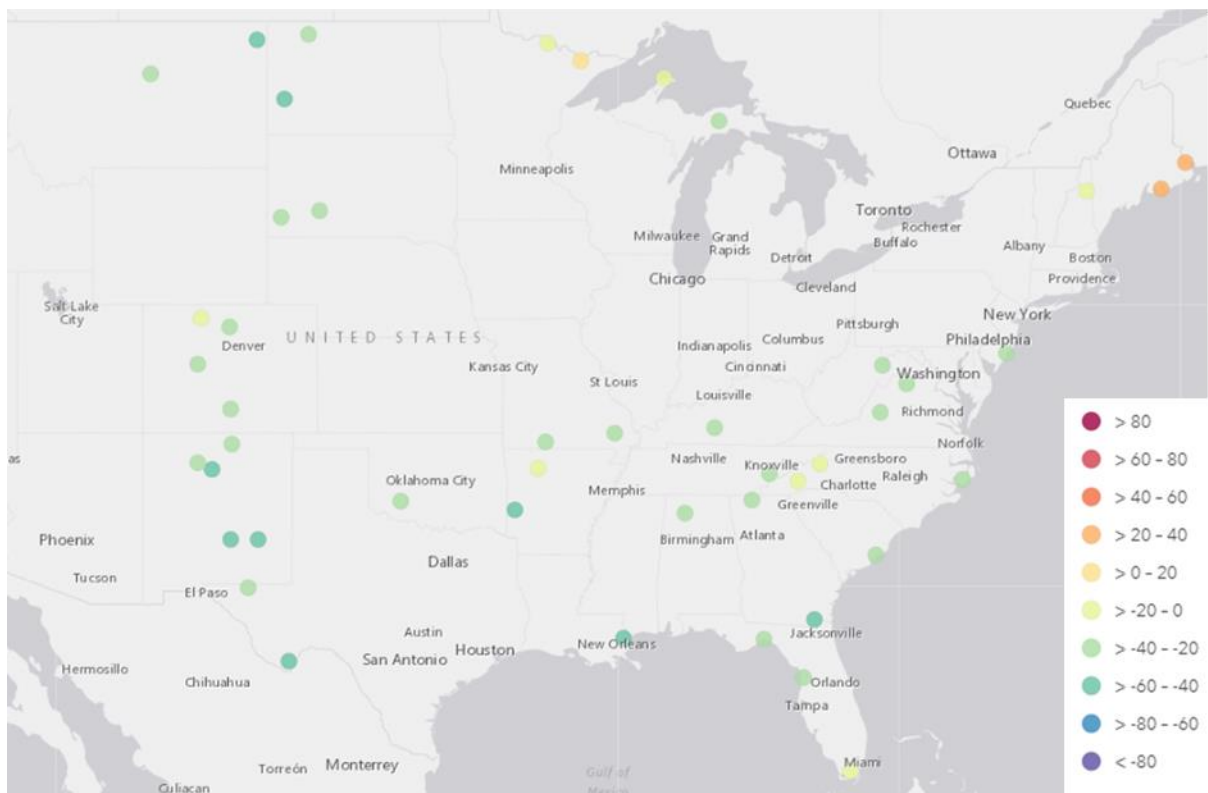 Quebec
Ottawa
Minneapolis
Toronto
Rochester
Buffalo
Milwaukee
Grand
Rapids
Albany
Detroit
Boston
Chicago
Cleveland
Providence
Salt Lake
City
New York
Pittsburgh
UNITED STATES
Denver
Indianapolis
Columbus
Philadelphia
Kansas City
Cincinnati
Washington
St Louis
Louisville
Richmond
Norfolk
as
Nashville
Knoxville
Greensboro
Oklahoma City
Memphis
Charlotte
Raleigh
Greenville
Phoenix
Birmingham
Atlanta
Dallas
Tucson
El Paso
Austin
Jacksonville
New Orleans
Houston
San Antonio
Hermosillo
Chihuahua
Orlando
Tampa
Miami
Torreón
Monterrey
Gulf of
Mexico
Culiacan
> 80
> 60 - 80
> 40 - 60
> 20 - 40
> 0 - 20
> -20 - 0
> -40 - -20
> -60 - -40
> -80 - -60
< -80